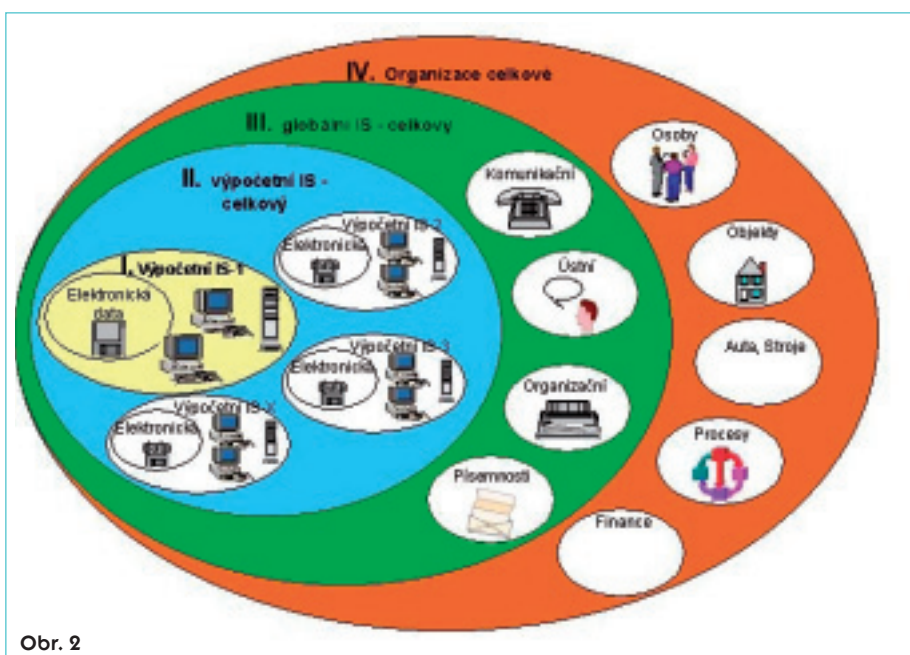 IV. Organizace celkové
III. globální IS - celkový
II. výpočetní IS -
celkový
I. Výpočetní IS-1
Elektronická
data
Výpočetní IS-2
Elektronická
Výpočetní IS-3
Elektronická
Výpočetní IS-X
Elektronická
Komunikační
Ústní
Organizační
Písemnosti
Osoby
Objekty
Auta, Stroje
Procesy
Finance
Obr. 2